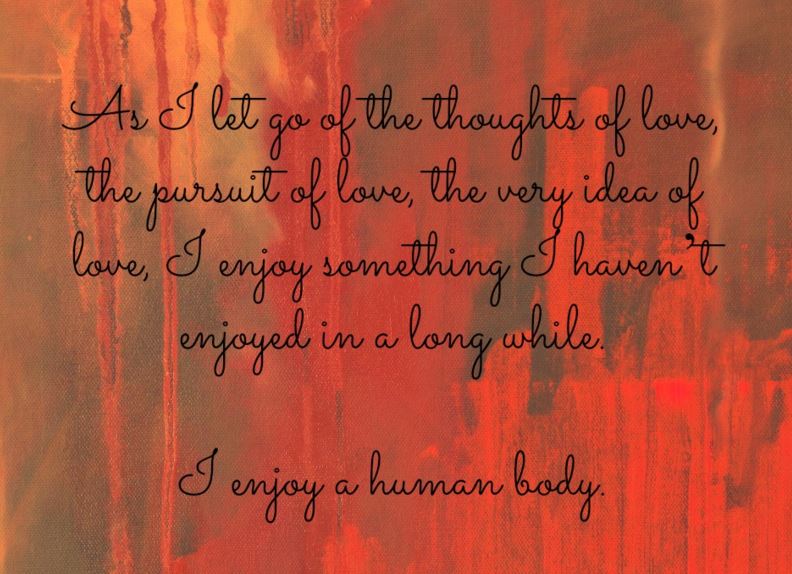 As I let go of the thoughts of love,
the pursuit of love, the very idea of
love, I enjoy something I haven't
enjoyed in a long while.
I enjoy a human body.